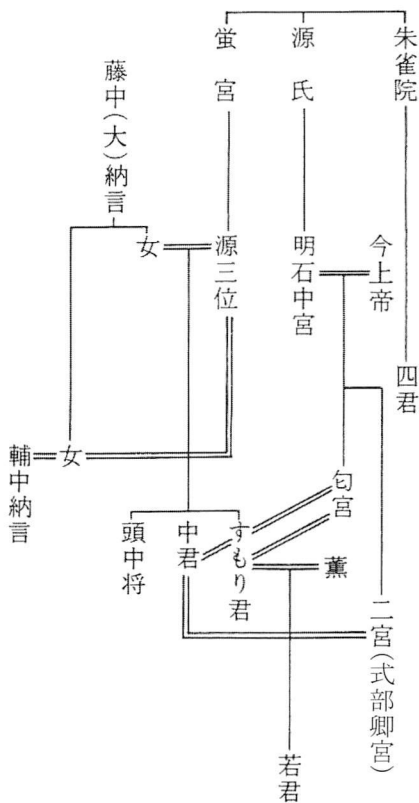 朱雀院
源氏
蛍宮
藤中(大)納言
今上帝
明石中宮
源三位
女
四君
女
輔中納言
匂宮
薫
すもり君
中君
頭中将
二宮(式部卿宮)
若君